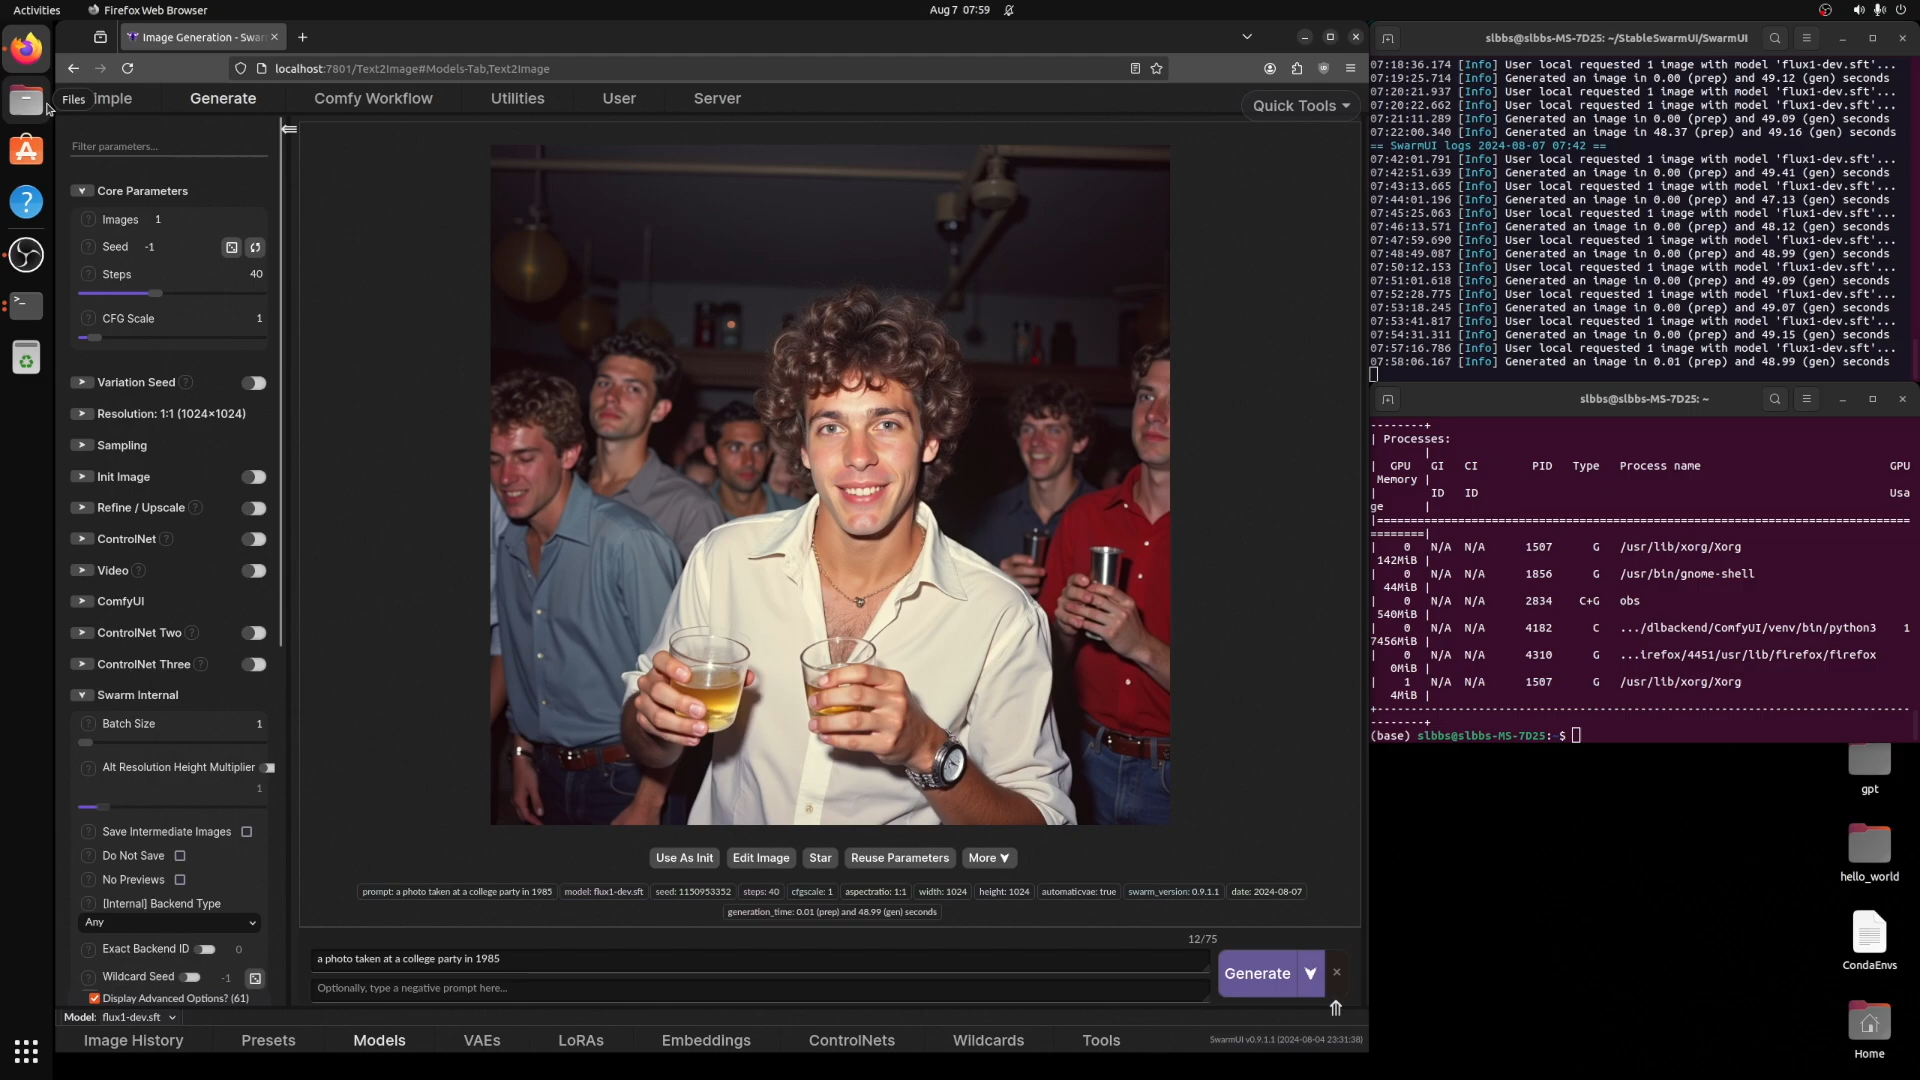 Activities
Firefox Web Browser
Aug 7 07:59
Image Generation - Swar
localhost:7801/Text2Image#Models-Tab,Text2Image
Files
imple
Generate
Comfy Workflow
Utilities
User
Server
Quick Tools
Filter parameters...
Core Parameters
Images 1
Seed -1
Steps 40
CFG Scale 1
Variation Seed ?
Resolution: 1:1 (1024×1024)
Sampling
Init Image
Refine / Upscale ?
ControlNet ?
Video ?
ComfyUI
ControlNet Two ?
ControlNet Three ?
Swarm Internal
Batch Size 1
Alt Resolution Height Multiplier
1
Save Intermediate Images
Do Not Save
No Previews
[Internal] Backend Type
Any
Exact Backend ID 0
Wildcard Seed -1
Display Advanced Options? (61)
Use As Init
Edit Image
Star
Reuse Parameters
More
prompt: a photo taken at a college party in 1985
model: flux1-dev.sft
seed: 1150953352
steps: 40
cfgscale: 1
aspectratio: 1:1
width: 1024
height: 1024
automaticvae: true
swarm_version: 0.9.1.1
date: 2024-08-07
generation_time: 0.01 (prep) and 48.99 (gen) seconds
12/75
a photo taken at a college party in 1985
Optionally, type a negative prompt here...
Generate
Model: flux1-dev.sft
Image History
Presets
Models
VAEs
LoRAs
Embeddings
ControlNets
Wildcards
Tools
SwarmUI v0.9.1.1 (2024-08-04 23:31:38)
slbbs@slbbs-MS-7D25: ~/StableSwarmUI/SwarmUI
07:18:36.174 [Info] User local requested 1 image with model 'flux1-dev.sft'...
07:19:25.714 [Info] Generated an image in 0.00 (prep) and 49.12 (gen) seconds
07:20:21.937 [Info] User local requested 1 image with model 'flux1-dev.sft'...
07:20:22.662 [Info] User local requested 1 image with model 'flux1-dev.sft'...
07:21:11.289 [Info] Generated an image in 0.00 (prep) and 49.09 (gen) seconds
07:22:00.340 [Info] Generated an image in 48.37 (prep) and 49.16 (gen) seconds
== SwarmUI logs 2024-08-07 07:42 ==
07:42:01.791 [Info] User local requested 1 image with model 'flux1-dev.sft'...
07:42:51.639 [Info] Generated an image in 0.00 (prep) and 49.41 (gen) seconds
07:43:13.665 [Info] User local requested 1 image with model 'flux1-dev.sft'...
07:44:01.196 [Info] Generated an image in 0.00 (prep) and 47.13 (gen) seconds
07:45:25.063 [Info] User local requested 1 image with model 'flux1-dev.sft'...
07:46:13.571 [Info] Generated an image in 0.00 (prep) and 48.12 (gen) seconds
07:47:59.690 [Info] User local requested 1 image with model 'flux1-dev.sft'...
07:48:49.087 [Info] Generated an image in 0.00 (prep) and 48.99 (gen) seconds
07:50:12.153 [Info] User local requested 1 image with model 'flux1-dev.sft'...
07:51:01.618 [Info] Generated an image in 0.00 (prep) and 49.09 (gen) seconds
07:52:28.775 [Info] User local requested 1 image with model 'flux1-dev.sft'...
07:53:18.245 [Info] Generated an image in 0.00 (prep) and 49.07 (gen) seconds
07:53:41.817 [Info] User local requested 1 image with model 'flux1-dev.sft'...
07:54:31.311 [Info] Generated an image in 0.00 (prep) and 49.15 (gen) seconds
07:57:16.786 [Info] User local requested 1 image with model 'flux1-dev.sft'...
07:58:06.167 [Info] Generated an image in 0.01 (prep) and 48.99 (gen) seconds
slbbs@slbbs-MS-7D25: ~
--------+
| Processes:
|
| GPU GI CI PID Type Process name GPU
Memory |
| ID ID Usa
ge |
|===============================================================================
========|
| 0 N/A N/A 1507 G /usr/lib/xorg/Xorg
142MiB |
| 0 N/A N/A 1856 G /usr/bin/gnome-shell
44MiB |
| 0 N/A N/A 2834 C+G obs
540MiB |
| 0 N/A N/A 4182 C .../dlbackend/ComfyUI/venv/bin/python3 1
7456MiB |
| 0 N/A N/A 4310 G ...irefox/4451/usr/lib/firefox/firefox
0MiB |
| 1 N/A N/A 1507 G /usr/lib/xorg/Xorg
4MiB |
+-------------------------------------------------------------------------------
--------+
(base) slbbs@slbbs-MS-7D25:~$
gpt
hello_world
CondaEnvs
Home